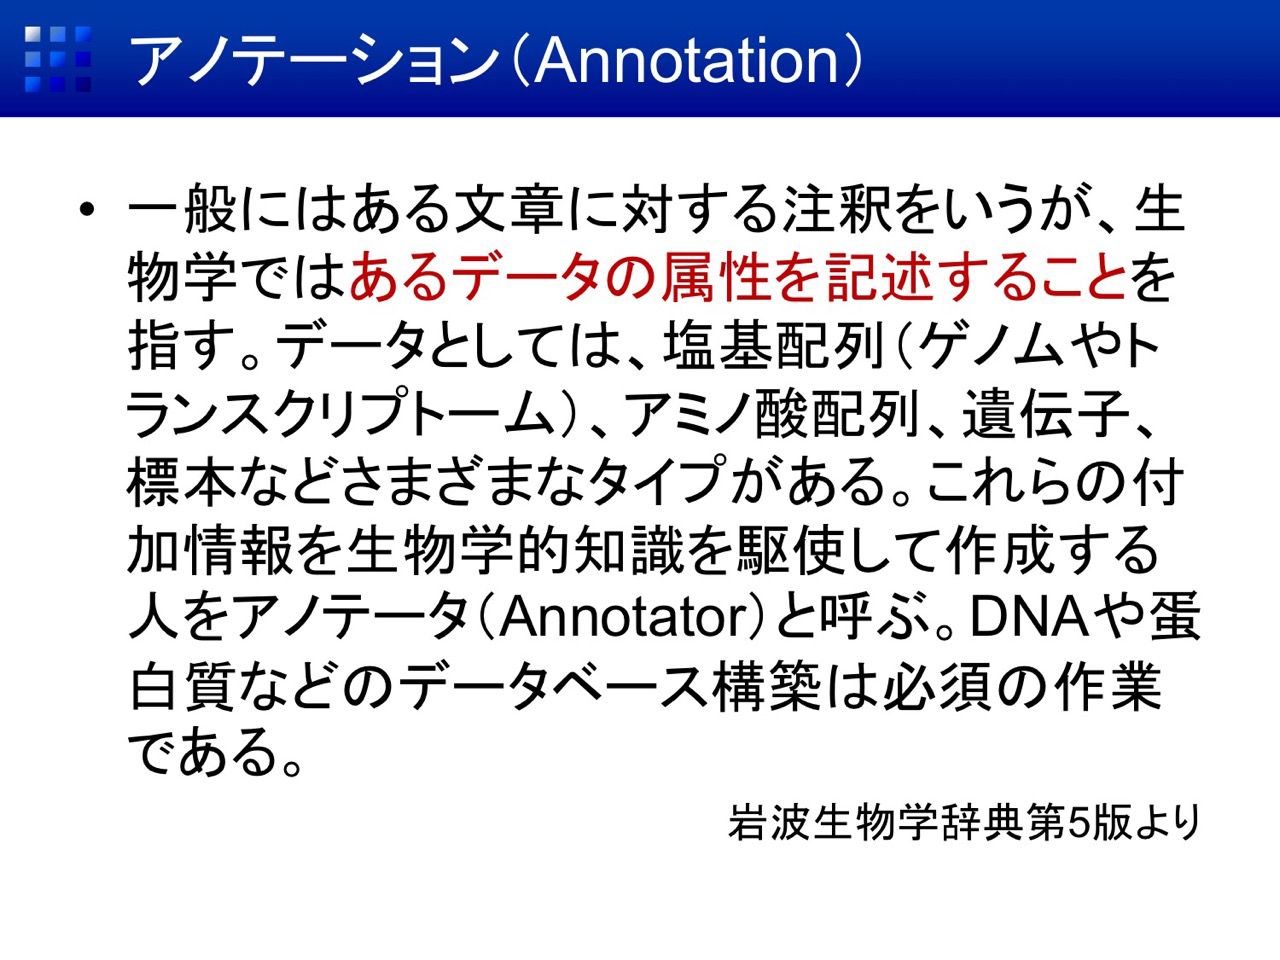 アノテーション（Annotation）
• 一般にはある文章に対する注釈をいうが、生
物学ではあるデータの属性を記述することを
指す。データとしては、塩基配列（ゲノムやト
ランスクリプトーム）、アミノ酸配列、遺伝子、
標本などさまざまなタイプがある。これらの付
加情報を生物学的知識を駆使して作成する
人をアノテータ（Annotator）と呼ぶ。DNAや蛋
白質などのデータベース構築は必須の作業
である。
岩波生物学辞典第5版より